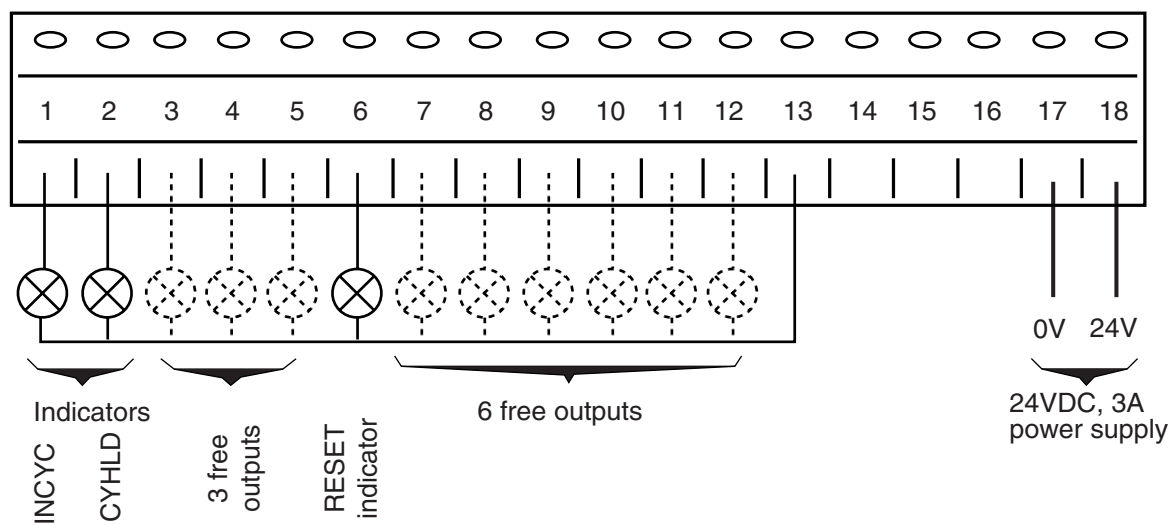 1 2 3 4 5 6 7 8 9 10 11 12 13 14 15 16 17 18
0V 24V
Indicators
INCYC
CYHLD
3 free
outputs
RESET
indicator
6 free outputs
24VDC, 3A
power supply